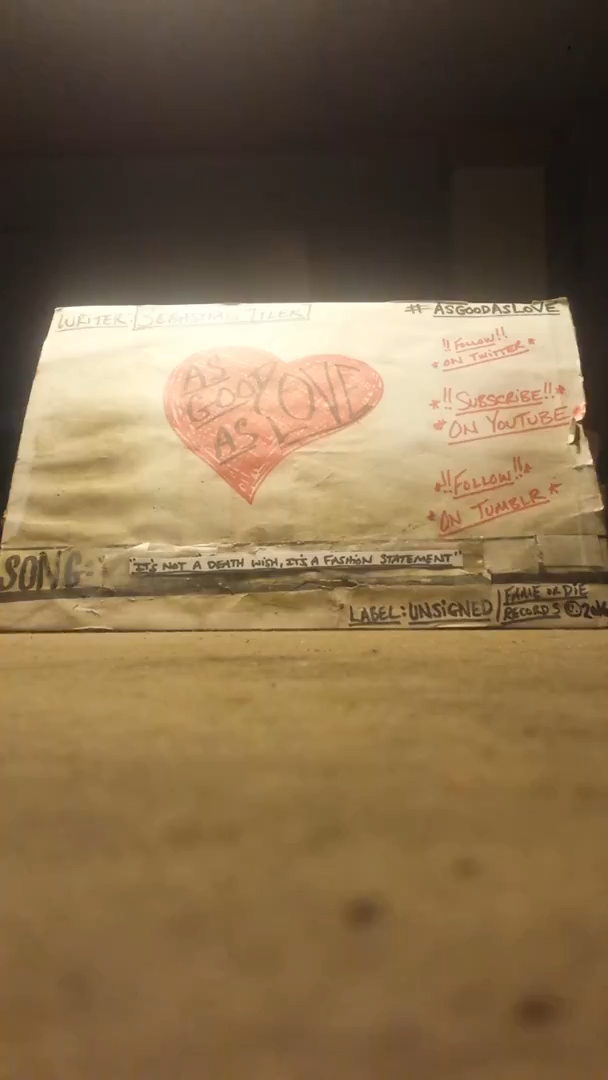 WRITER: SEBASTIAN TYLER
#ASGOODASLOVE
AS
GOOD
AS LOVE
!!FOLLOW!!
*ON TWITTER*
*!!SUBSCRIBE!!*
*ON YOUTUBE*
*!!FOLLOW!!*
*ON TUMBLR*
SONG:
"IT'S NOT A DEATH WISH, IT'S A FASHION STATEMENT"
LABEL: UNSIGNED
OR DIE
RECORDS ©